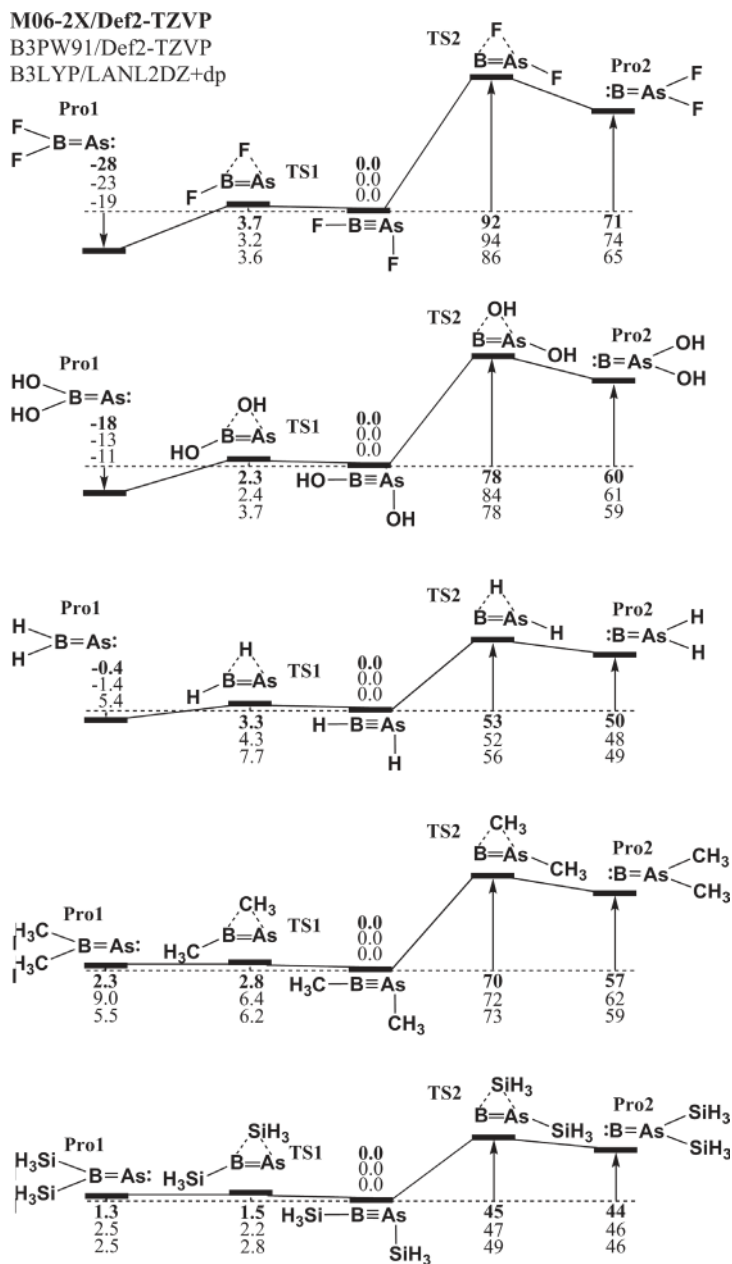 M06-2X/Def2-TZVP
B3PW91/Def2-TZVP
B3LYP/LANL2DZ+dp
Pro1
F
F
B=As:
-28
-23
-19
F
F
B=As
TS1
3.7
3.2
3.6
0.0
0.0
0.0
F
B≡As
F
TS2
F
B=As
F
92
94
86
Pro2
:B=As
F
F
71
74
65
Pro1
HO
HO
B=As:
-18
-13
-11
OH
HO
B=As
TS1
2.3
2.4
3.7
0.0
0.0
0.0
HO
B≡As
OH
TS2
OH
B=As
OH
78
84
78
Pro2
:B=As
OH
OH
60
61
59
Pro1
H
H
B=As:
-0.4
-1.4
5.4
H
H
B=As
TS1
3.3
4.3
7.7
0.0
0.0
0.0
H
B≡As
H
TS2
H
B=As
H
53
52
56
Pro2
:B=As
H
H
50
48
49
Pro1
H₃C
H₃C
B=As:
2.3
9.0
5.5
CH₃
H₃C
B=As
TS1
2.8
6.4
6.2
0.0
0.0
0.0
H₃C
B≡As
CH₃
TS2
CH₃
B=As
CH₃
70
72
73
Pro2
:B=As
CH₃
CH₃
57
62
59
Pro1
H₃Si
H₃Si
B=As:
1.3
2.5
2.5
SiH₃
H₃Si
B=As
TS1
1.5
2.2
2.8
0.0
0.0
0.0
H₃Si
B≡As
SiH₃
TS2
SiH₃
B=As
SiH₃
45
47
49
Pro2
:B=As
SiH₃
SiH₃
44
46
46